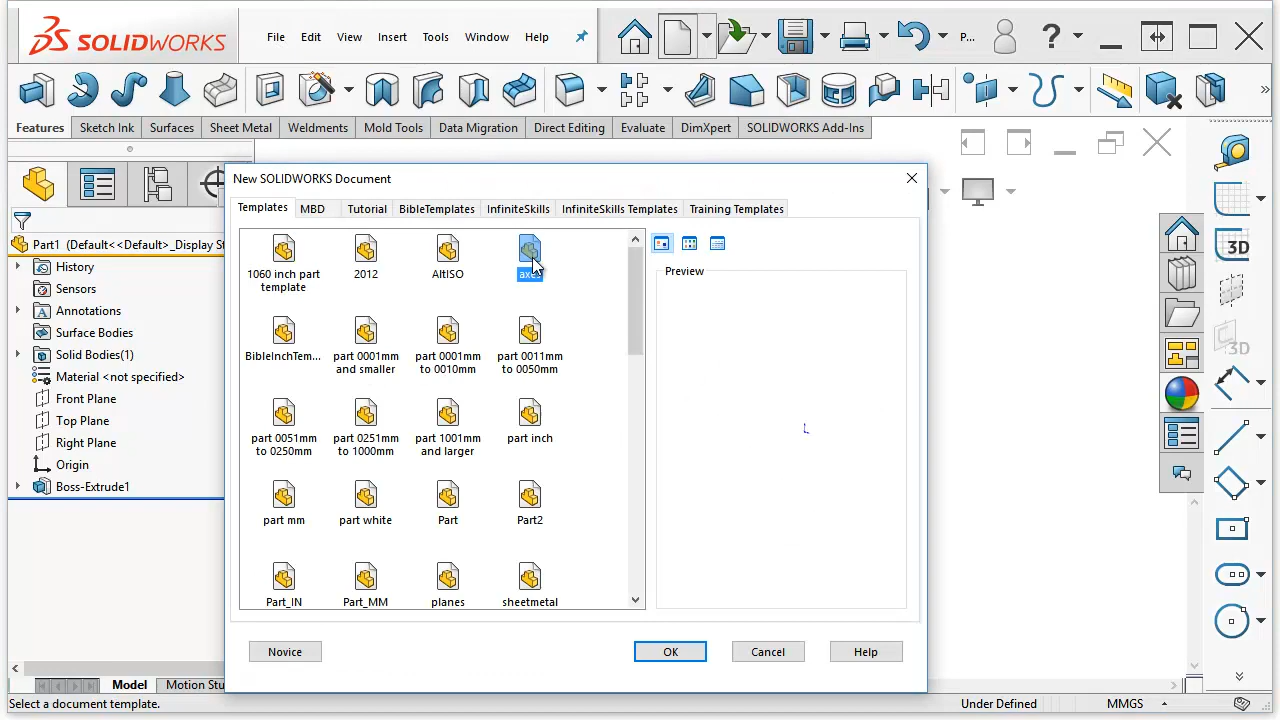 SOLIDWORKS
File Edit View Insert Tools Window Help
P... ?
Features Sketch Ink Surfaces Sheet Metal Weldments Mold Tools Data Migration Direct Editing Evaluate DimXpert SOLIDWORKS Add-Ins
New SOLIDWORKS Document
Templates MBD Tutorial BibleTemplates InfiniteSkills InfiniteSkills Templates Training Templates
Part1 (Default<<Default>_Display St
History
Sensors
Annotations
Surface Bodies
Solid Bodies(1)
Material <not specified>
Front Plane
Top Plane
Right Plane
Origin
Boss-Extrude1
1060 inch part
template
2012
AltISO
BibleInchTem...
part 0001mm
and smaller
part 0001mm
to 0010mm
part 0011mm
to 0050mm
part 0051mm
to 0250mm
part 0251mm
to 1000mm
part 1001mm
and larger
part inch
part mm
part white
Part
Part2
Part_IN
Part_MM
planes
sheetmetal
Preview
Novice
OK
Cancel
Help
3D
3D
Model Motion Stu
Select a document template.
Under Defined
MMGS